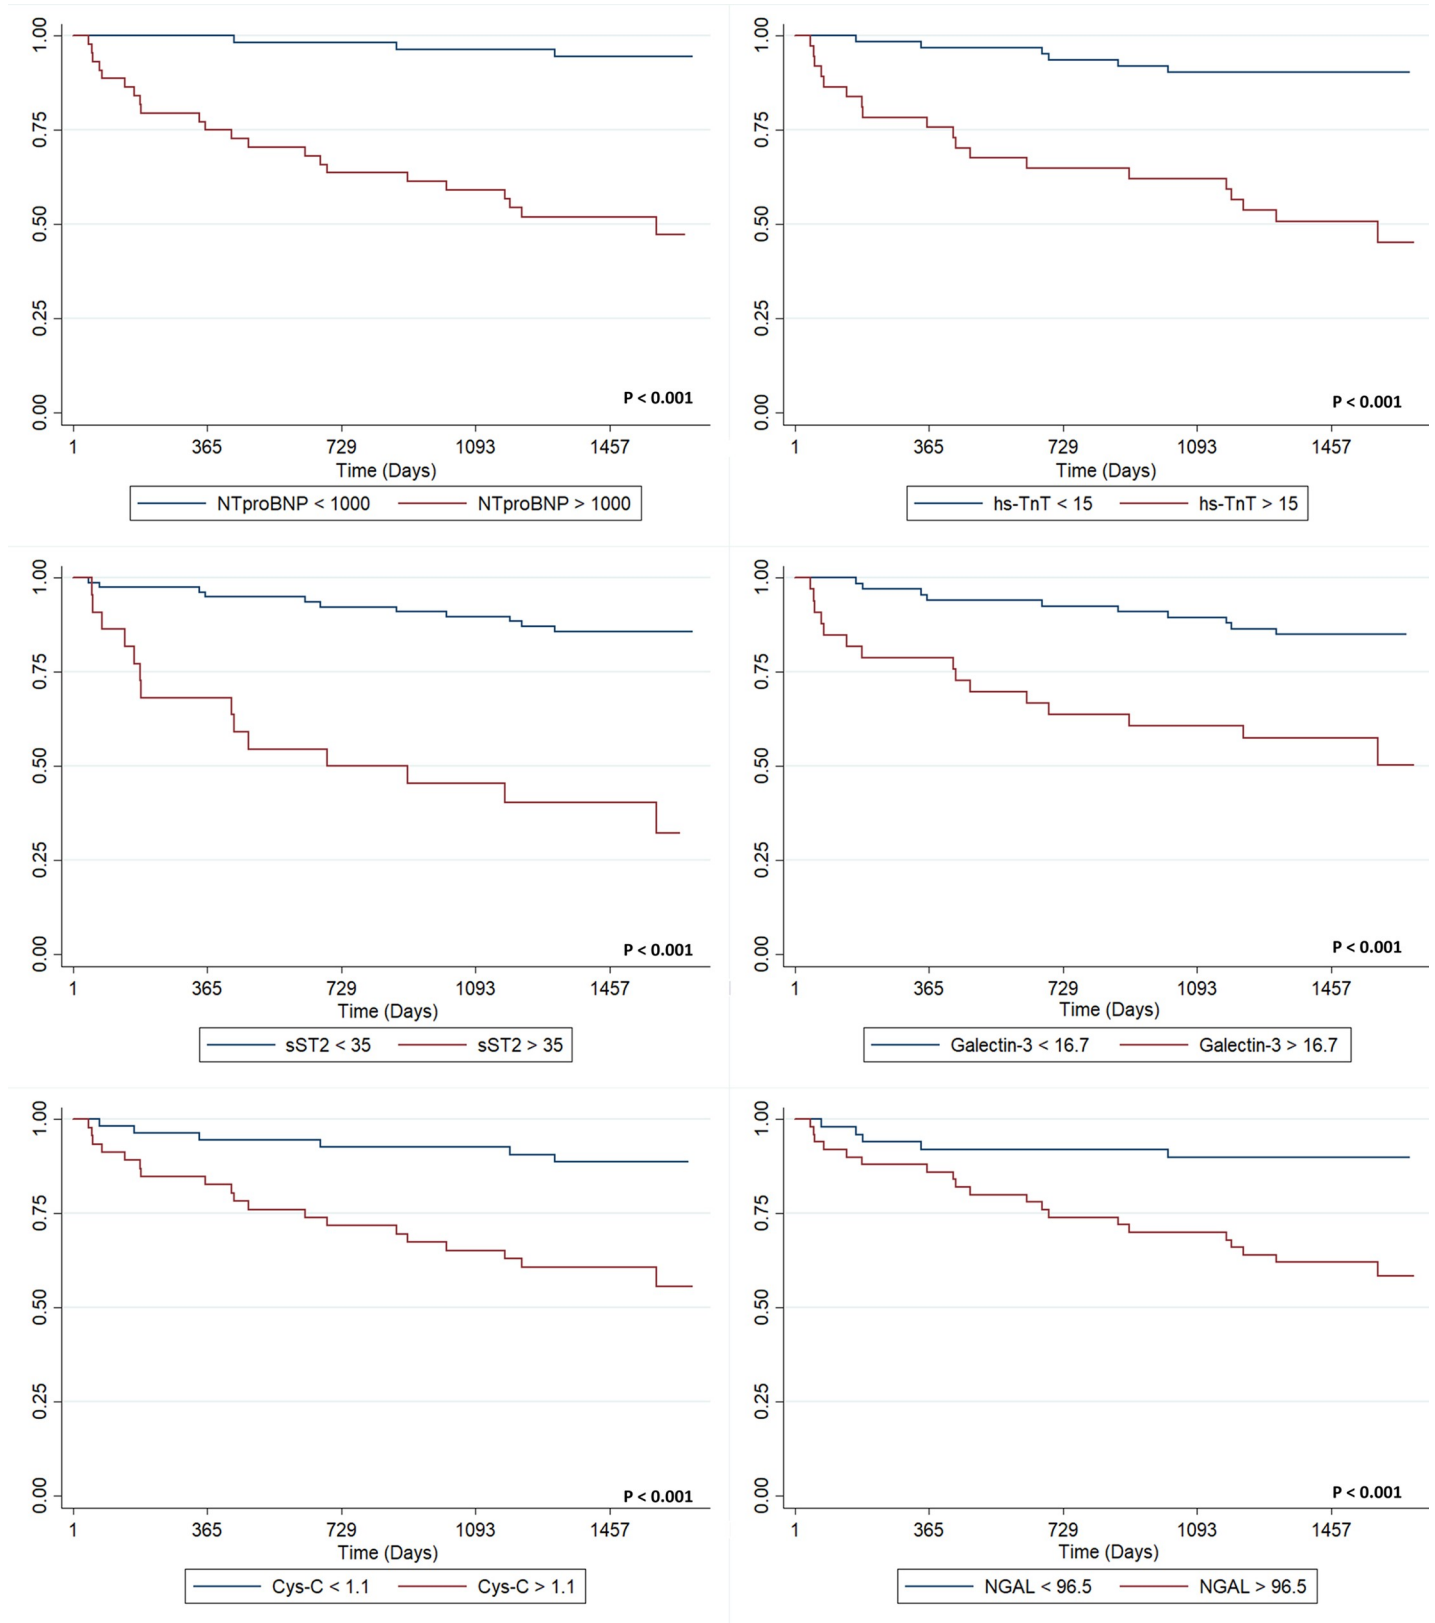 1.00
0.75
0.50
0.25
0.00
P < 0.001
1 365 729 1093 1457
Time (Days)
NTproBNP < 1000 NTproBNP > 1000
1.00
0.75
0.50
0.25
0.00
P < 0.001
1 365 729 1093 1457
Time (Days)
hs-TnT < 15 hs-TnT > 15
1.00
0.75
0.50
0.25
0.00
P < 0.001
1 365 729 1093 1457
Time (Days)
sST2 < 35 sST2 > 35
1.00
0.75
0.50
0.25
0.00
P < 0.001
1 365 729 1093 1457
Time (Days)
Galectin-3 < 16.7 Galectin-3 > 16.7
1.00
0.75
0.50
0.25
0.00
P < 0.001
1 365 729 1093 1457
Time (Days)
Cys-C < 1.1 Cys-C > 1.1
1.00
0.75
0.50
0.25
0.00
P < 0.001
1 365 729 1093 1457
Time (Days)
NGAL < 96.5 NGAL > 96.5